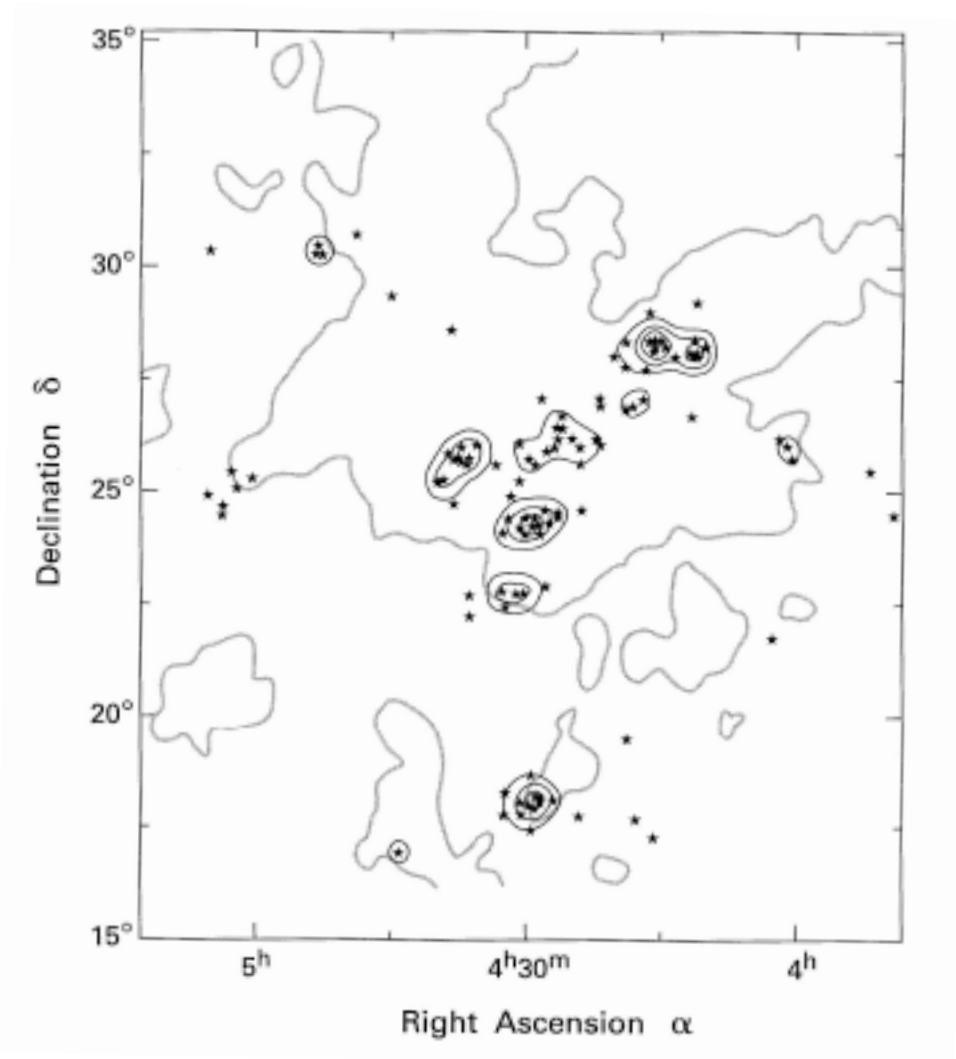 35°
30°
25°
20°
15°
Declination δ
5ʰ
4ʰ30ᵐ
4ʰ
Right Ascension α